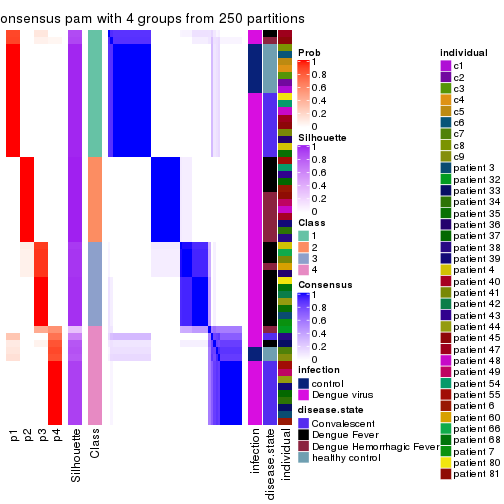 onsensus pam with 4 groups from 250 partitions
Prob
1
0.8
0.6
0.4
0.2
0
Silhouette
1
0.8
0.6
0.4
0.2
0
Class
1
2
3
4
Consensus
1
0.8
0.6
0.4
0.2
0
infection
control
Dengue virus
disease.state
Convalescent
Dengue Fever
Dengue Hemorrhagic Fever
healthy control
individual
c1
c2
c3
c4
c5
c6
c7
c8
c9
patient 3
patient 32
patient 33
patient 34
patient 35
patient 36
patient 37
patient 38
patient 39
patient 4
patient 40
patient 41
patient 42
patient 43
patient 44
patient 45
patient 47
patient 48
patient 49
patient 54
patient 55
patient 6
patient 60
patient 66
patient 68
patient 7
patient 80
patient 81
p1
p2
p3
p4
Silhouette
Class
infection
disease.state
individual